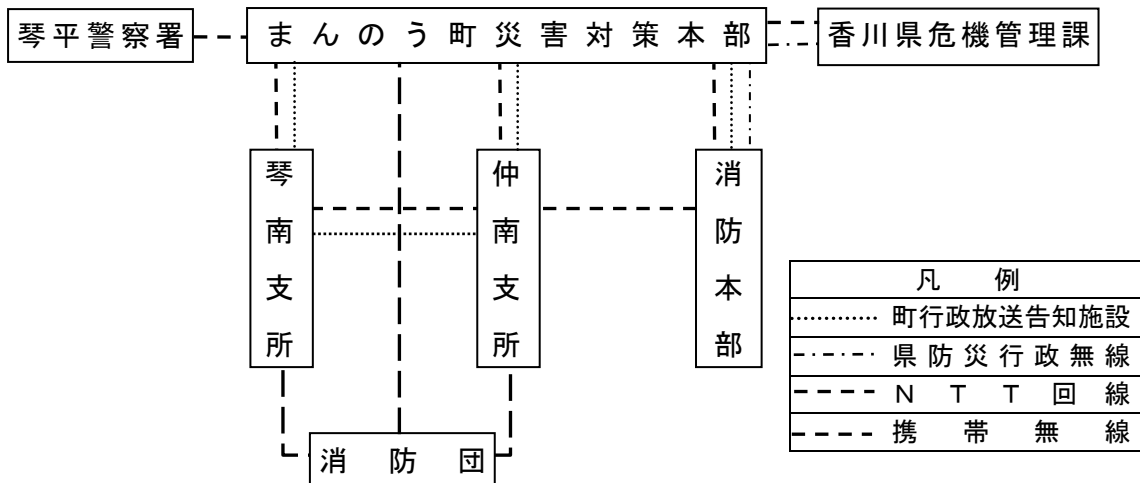 琴平警察署
まんのう町災害対策本部
香川県危機管理課
琴南支所
仲南支所
消防本部
消防団
凡例
町行政放送告知施設
県防災行政無線
NTT回線
携帯無線